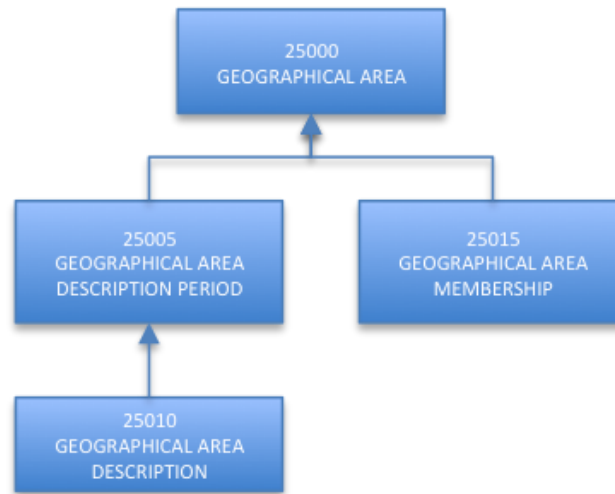 25000
GEOGRAPHICAL AREA
25005
GEOGRAPHICAL AREA
DESCRIPTION PERIOD
25015
GEOGRAPHICAL AREA
MEMBERSHIP
25010
GEOGRAPHICAL AREA
DESCRIPTION